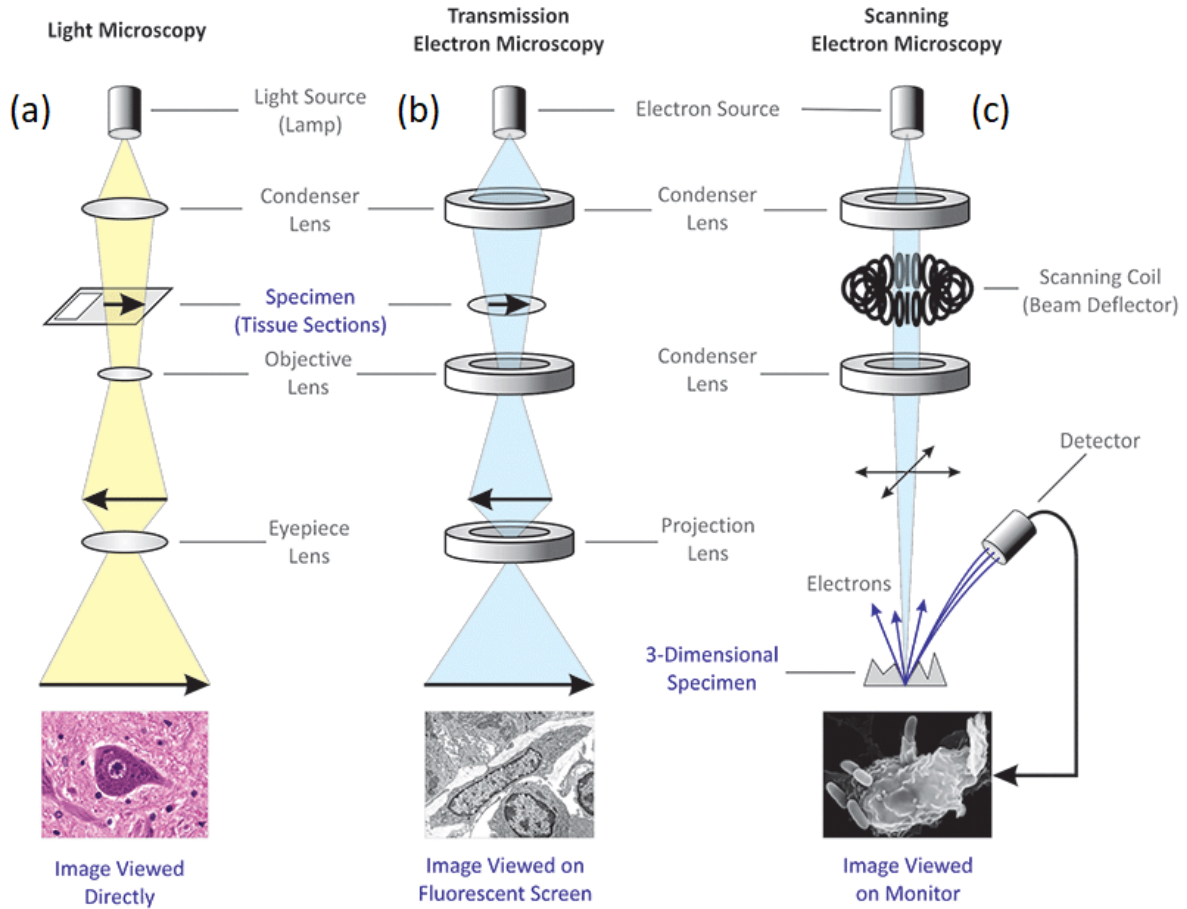 Light Microscopy
Transmission
Electron Microscopy
Scanning
Electron Microscopy
(a)
Light Source
(Lamp)
(b)
Electron Source
(c)
Condenser
Lens
Condenser
Lens
Specimen
(Tissue Sections)
Scanning Coil
(Beam Deflector)
Objective
Lens
Condenser
Lens
Detector
Eyepiece
Lens
Projection
Lens
Electrons
3-Dimensional
Specimen
Image Viewed
Directly
Image Viewed on
Fluorescent Screen
Image Viewed
on Monitor